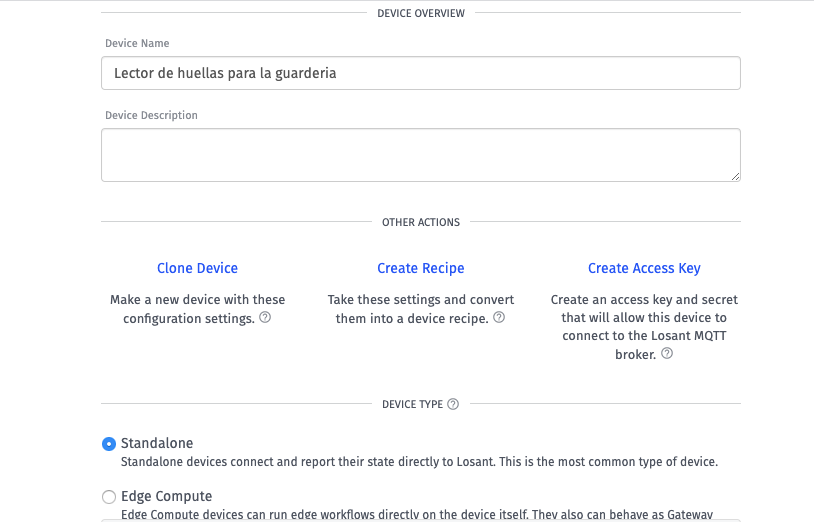 DEVICE OVERVIEW
Device Name
Lector de huellas para la guarderia
Device Description
OTHER ACTIONS
Clone Device
Make a new device with these
configuration settings.
Create Recipe
Take these settings and convert
them into a device recipe.
Create Access Key
Create an access key and secret
that will allow this device to
connect to the Losant MQTT
broker.
DEVICE TYPE
Standalone
Standalone devices connect and report their state directly to Losant. This is the most common type of device.
Edge Compute
Edge Compute devices can run edge workflows directly on the device itself. They also can behave as Gateway